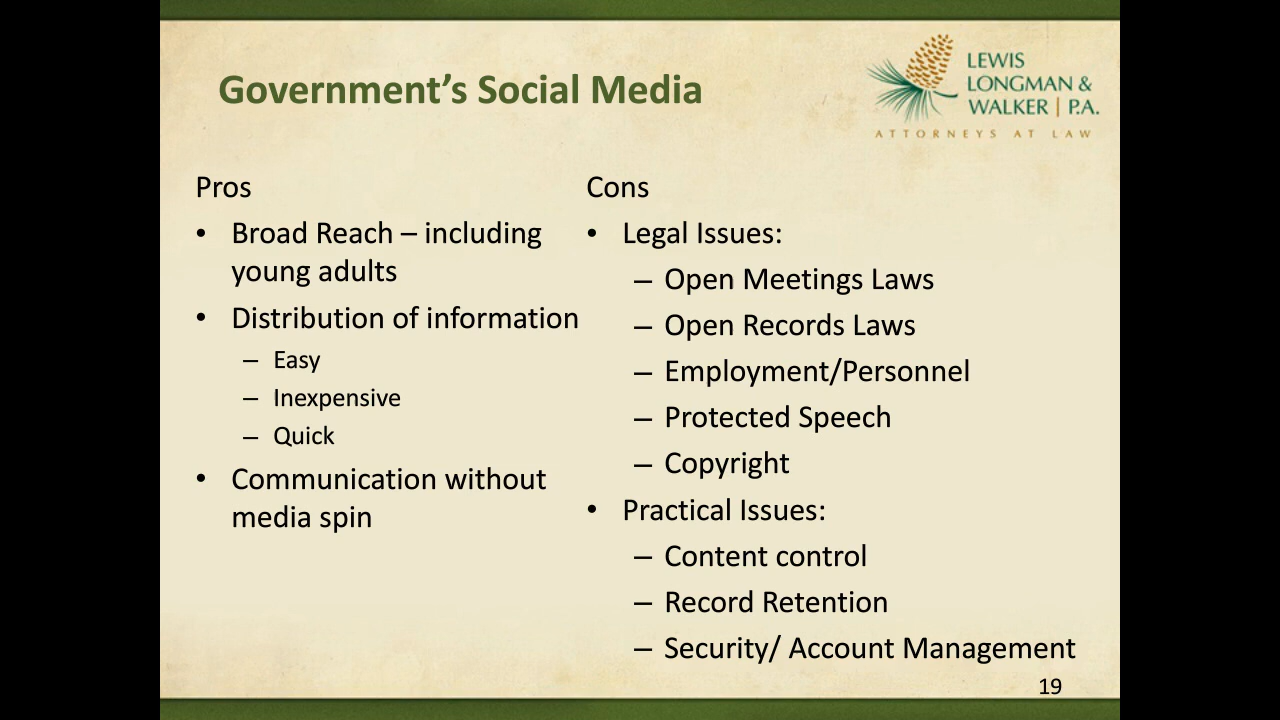 Government’s Social Media
LEWIS
LONGMAN &
WALKER | P.A.
ATTORNEYS AT LAW
Pros
• Broad Reach – including
young adults
• Distribution of information
– Easy
– Inexpensive
– Quick
• Communication without
media spin
Cons
• Legal Issues:
– Open Meetings Laws
– Open Records Laws
– Employment/Personnel
– Protected Speech
– Copyright
• Practical Issues:
– Content control
– Record Retention
– Security/ Account Management
19